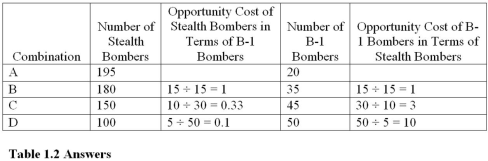 Combination
Number of Stealth Bombers
Opportunity Cost of Stealth Bombers in Terms of B-1 Bombers
Number of B-1 Bombers
Opportunity Cost of B-1 Bombers in Terms of Stealth Bombers
A 195 20
B 180 15 ÷ 15 = 1 35 15 ÷ 15 = 1
C 150 10 ÷ 30 = 0.33 45 30 ÷ 10 = 3
D 100 5 ÷ 50 = 0.1 50 50 ÷ 5 = 10
Table 1.2 Answers